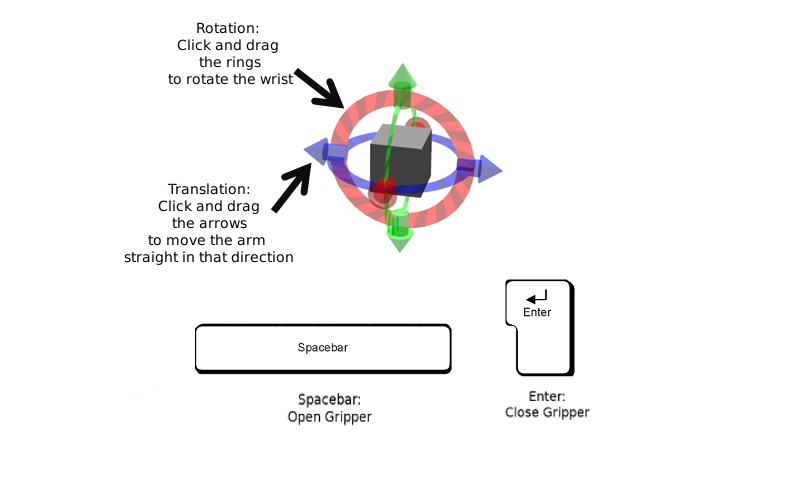 Rotation:
Click and drag
the rings
to rotate the wrist
Translation:
Click and drag
the arrows
to move the arm
straight in that direction
Enter
Spacebar
Spacebar:
Open Gripper
Enter:
Close Gripper